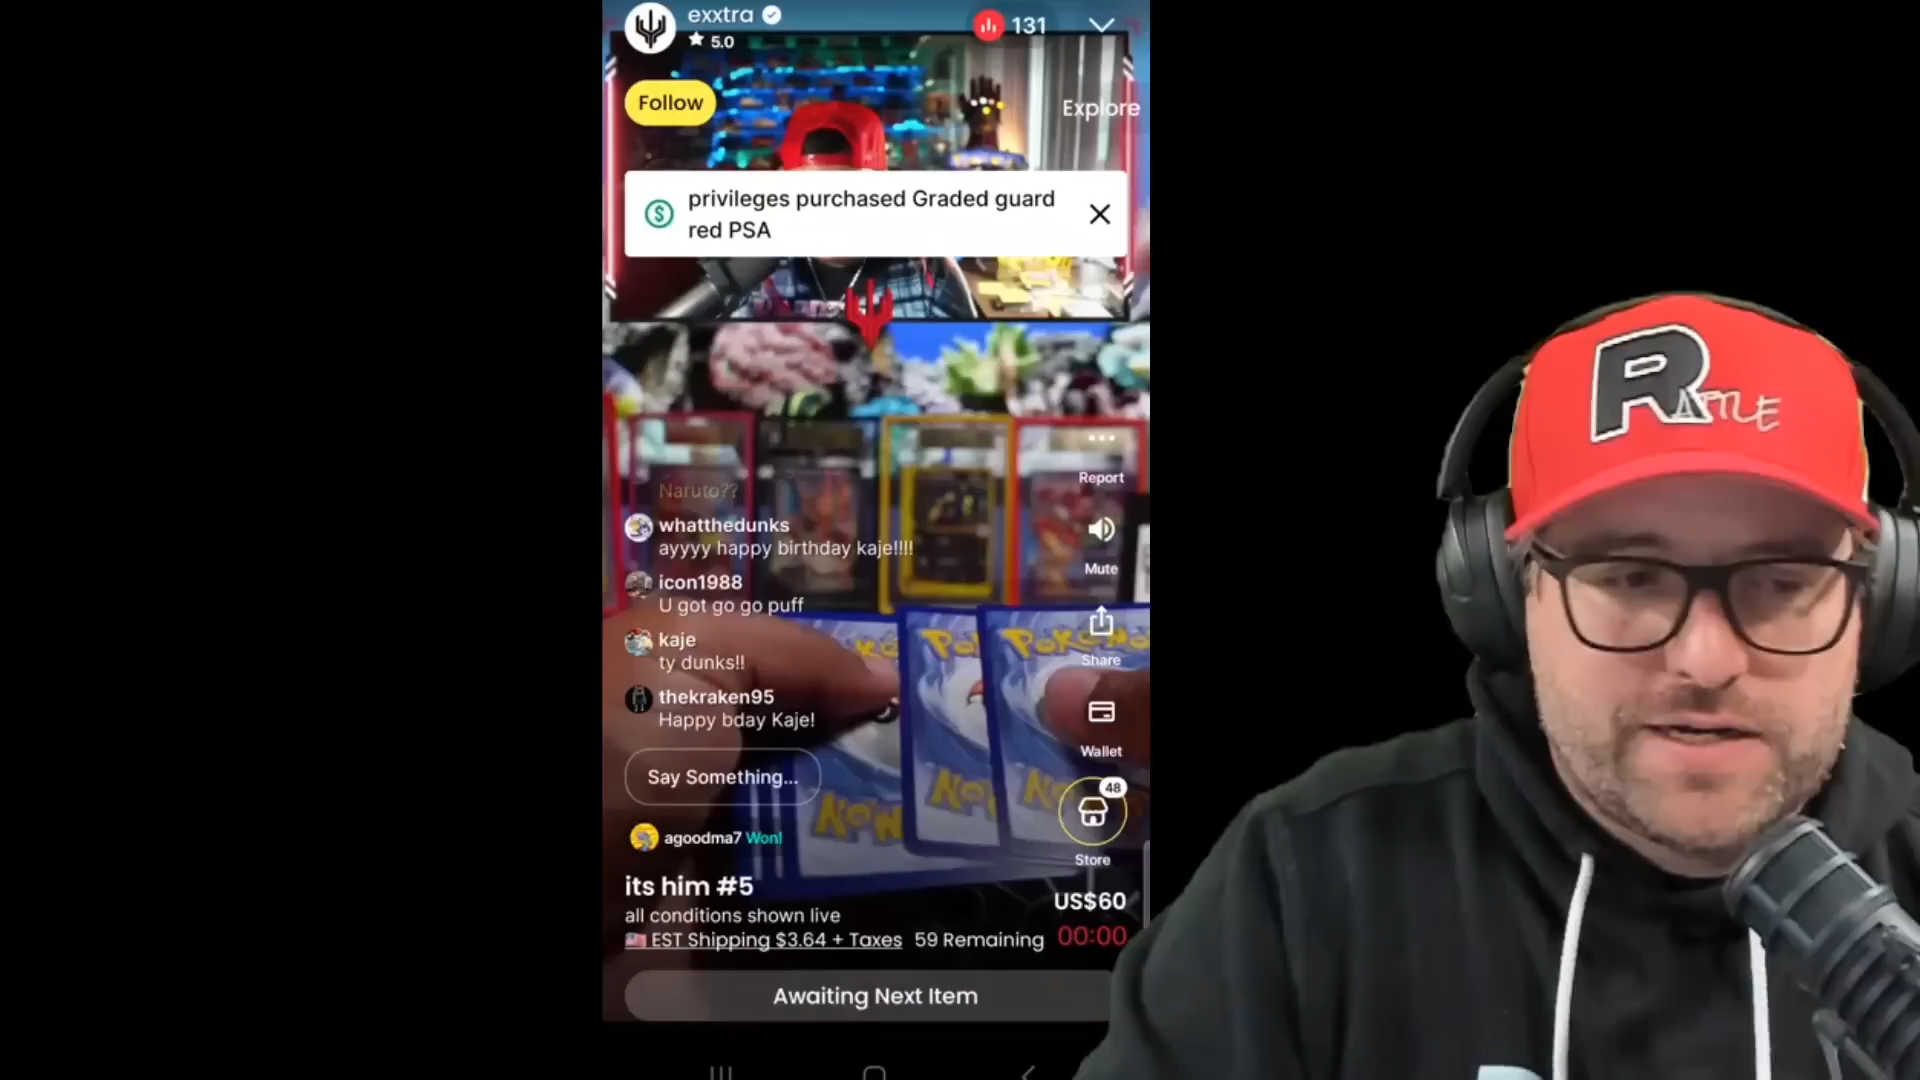 exxtra
5.0
131
Follow
Explore
privileges purchased Graded guard
red PSA
Naruto??
whatthedunks
ayyyy happy birthday kaje!!!!
icon1988
U got go go puff
kaje
ty dunks!!
thekraken95
Happy bday Kaje!
Say Something...
agoodma7 Won!
its him #5
all conditions shown live
EST Shipping $3.64 + Taxes 59 Remaining
Report
Mute
Share
Wallet
48
Store
US$60
00:00
Awaiting Next Item
RATTLE